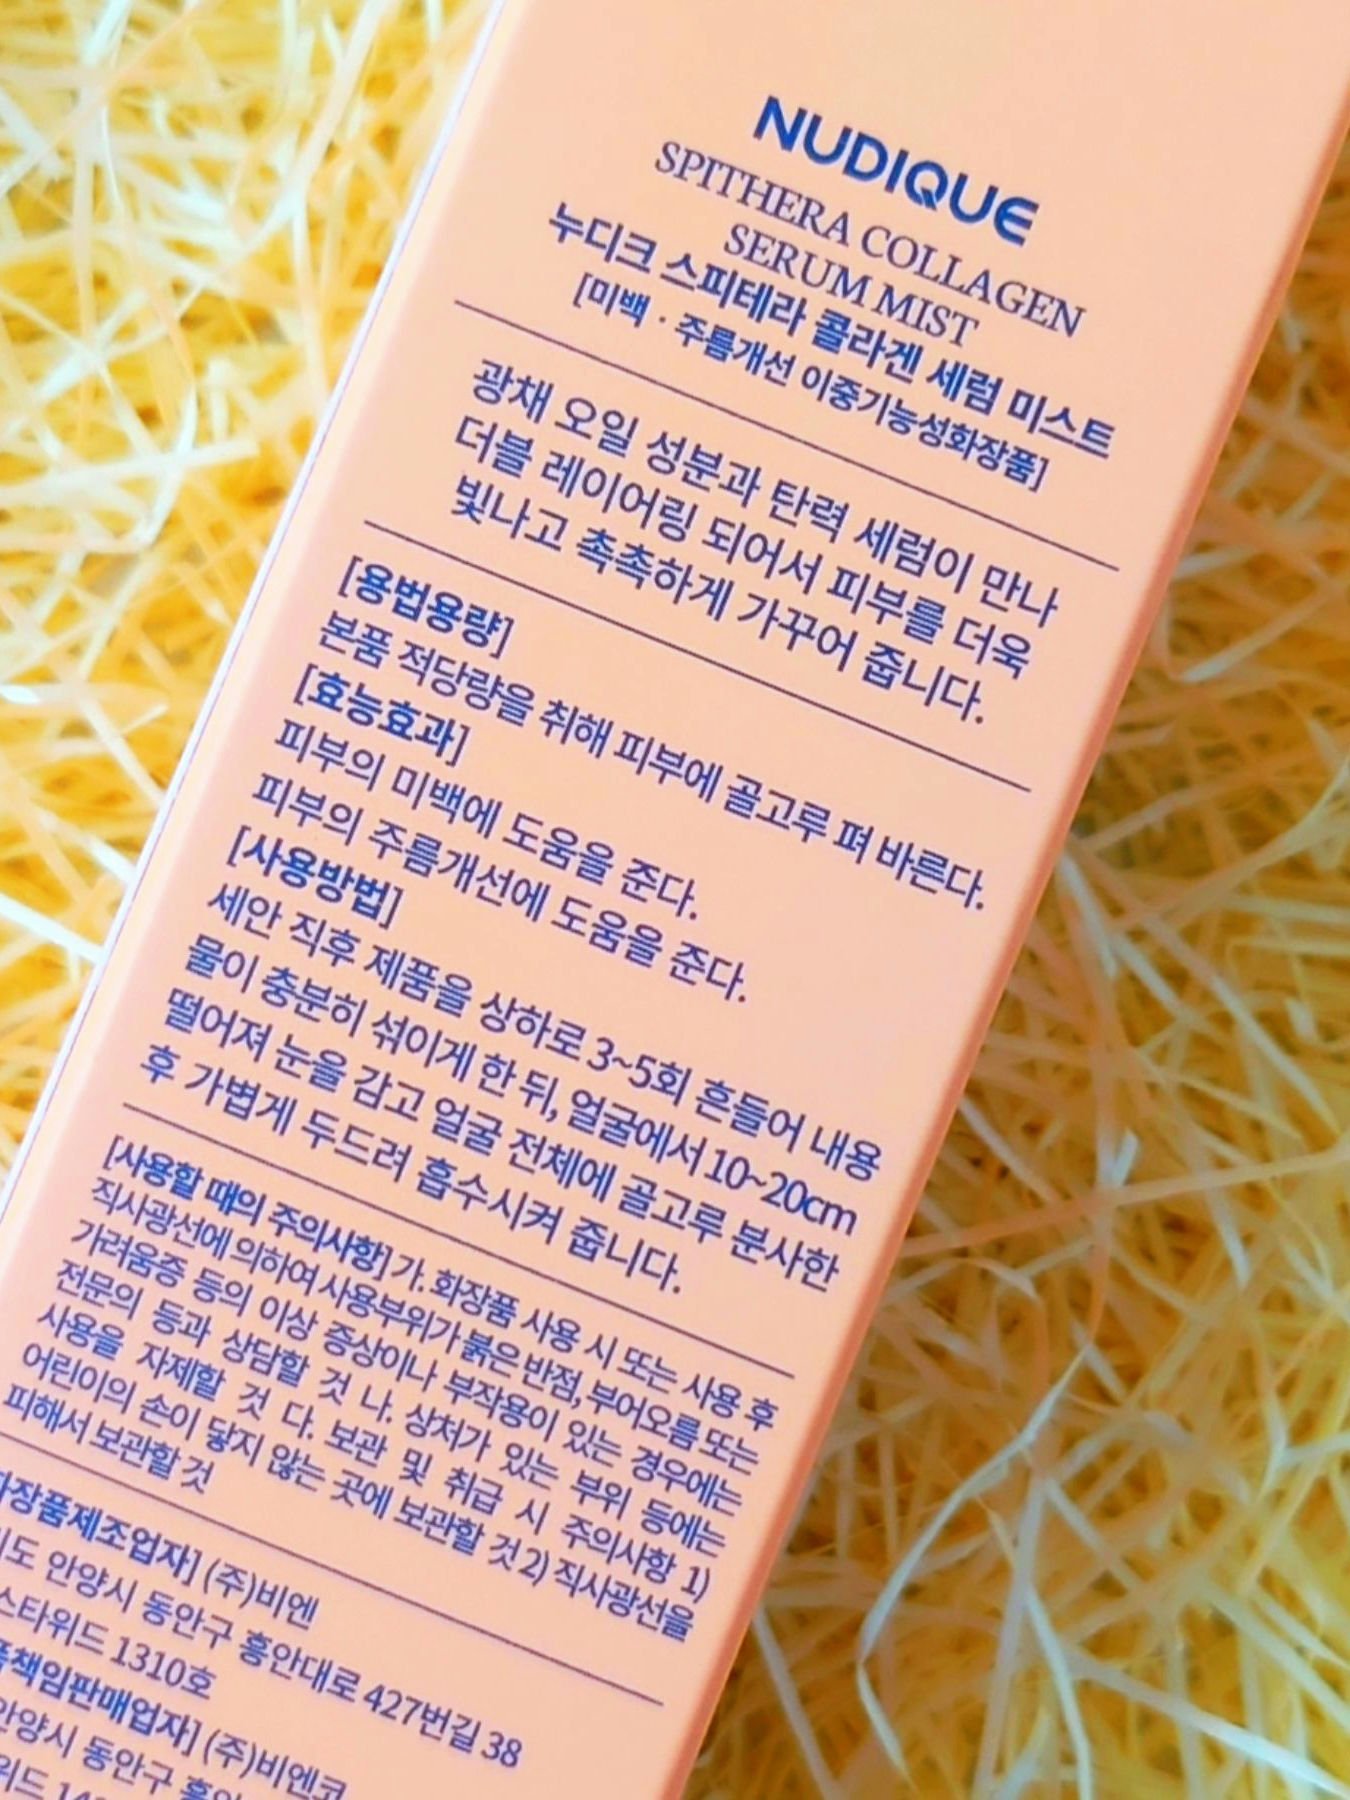 NUDIQUE
SPITHERA COLLAGEN
SERUM MIST
누디크 스피테라 콜라겐 세럼 미스트
[미백 · 주름개선 이중기능성화장품]
광채 오일 성분과 탄력 세럼이 만나
더블 레이어링 되어서 피부를 더욱
빛나고 촉촉하게 가꾸어 줍니다.
[용법용량]
본품 적당량을 취해 피부에 골고루 펴 바른다.
[효능효과]
피부의 미백에 도움을 준다.
피부의 주름개선에 도움을 준다.
[사용방법]
세안 직후 제품을 상하로 3~5회 흔들어 내용
물이 충분히 섞이게 한 뒤, 얼굴에서 10~20cm
떨어져 눈을 감고 얼굴 전체에 골고루 분사한
후 가볍게 두드려 흡수시켜 줍니다.
[사용할 때의 주의사항] 가. 화장품 사용 시 또는 사용 후
직사광선에 의하여 사용부위가 붉은 반점, 부어오름 또는
가려움증 등의 이상 증상이나 부작용이 있는 경우에는
전문의 등과 상담할 것 나. 상처가 있는 부위 등에는
사용을 자제할 것 다. 보관 및 취급 시 주의사항 1)
어린이의 손이 닿지 않는 곳에 보관할 것 2) 직사광선을
피해서 보관할 것
화장품제조업자] (주)비엔
안양시 동안구 흥안대로 427번길 38
스타위드 1310호
책임판매업자] (주)비엔코
안양시 동안구